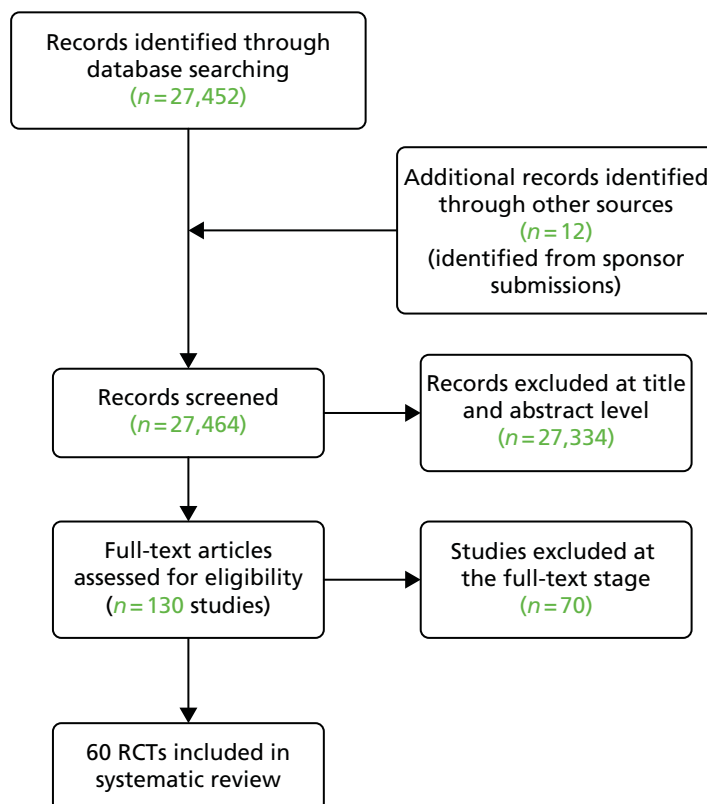 Records identified through
database searching
(n=27,452)
Additional records identified
through other sources
(n=12)
(identified from sponsor
submissions)
Records screened
(n=27,464)
Records excluded at title
and abstract level
(n=27,334)
Full-text articles
assessed for eligibility
(n=130 studies)
Studies excluded at
the full-text stage
(n=70)
60 RCTs included in
systematic review